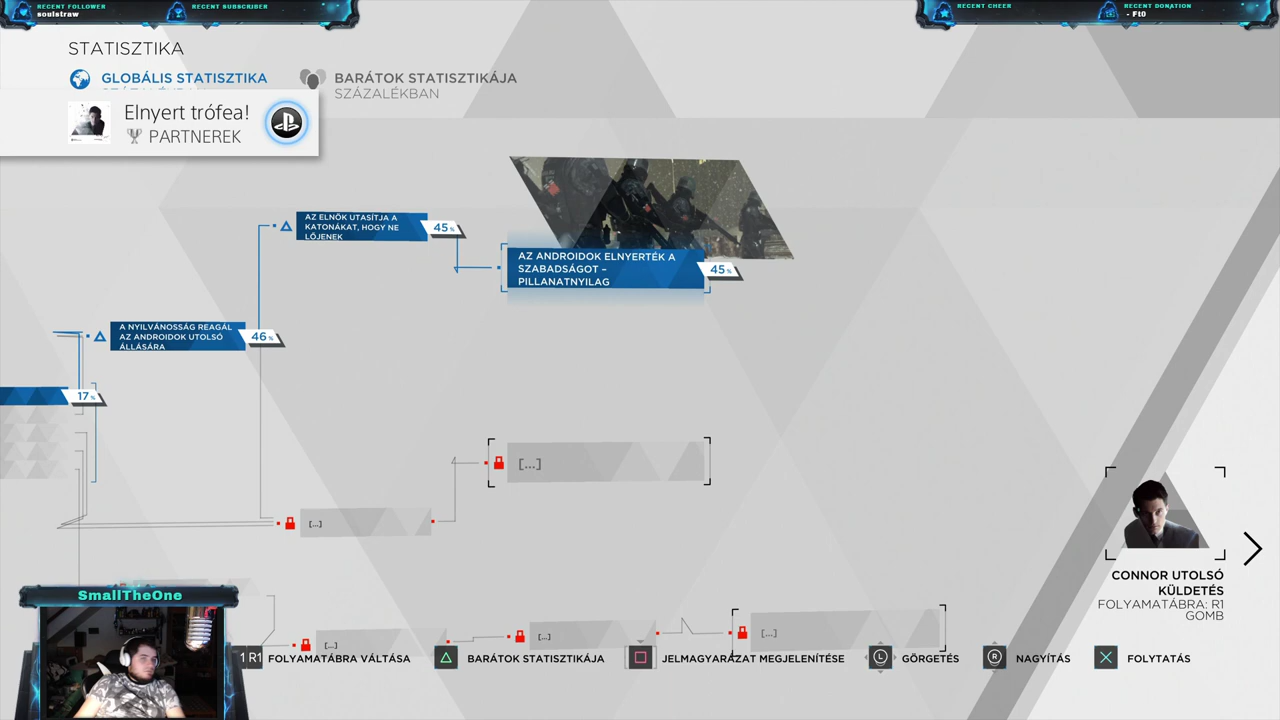 RECENT FOLLOWER
soulstraw
RECENT SUBSCRIBER
RECENT CHEER
RECENT DONATION
- Ft0
STATISZTIKA
GLOBÁLIS STATISZTIKA
BARÁTOK STATISZTIKÁJA
SZÁZALÉKBAN
Elnyert trófea!
PARTNEREK
AZ ELNÖK UTASÍTJA A
KATONÁKAT, HOGY NE
LŐJENEK
45%
AZ ANDROIDOK ELNYERTÉK A
SZABADSÁGOT –
PILLANATNYILAG
45%
A NYILVÁNOSSÁG REAGÁL
AZ ANDROIDOK UTOLSÓ
ÁLLÁSÁRA
46%
17%
[...]
[...]
[...]
[...]
[...]
CONNOR UTOLSÓ
KÜLDETÉS
FOLYAMATÁBRA: R1
GOMB
SmallTheOne
1 R1 FOLYAMATÁBRA VÁLTÁSA
BARÁTOK STATISZTIKÁJA
JELMAGYARÁZAT MEGJELENÍTÉSE
L GÖRGETÉS
R NAGYÍTÁS
FOLYTATÁS